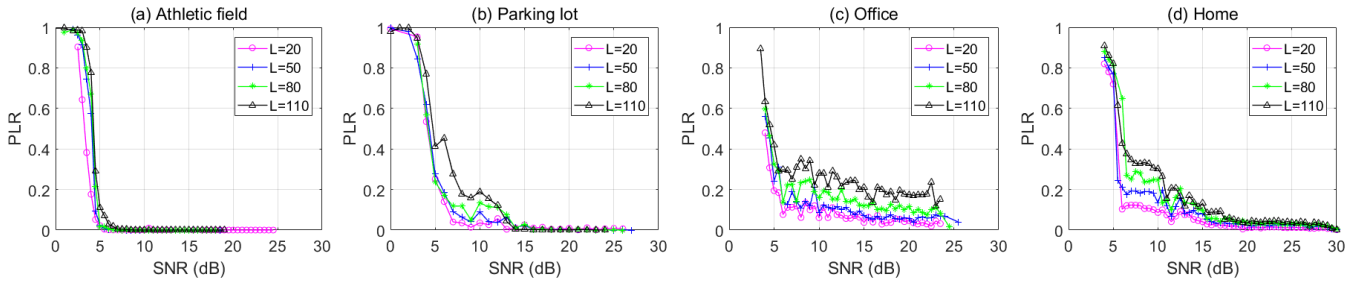 (a) Athletic field
1
0.8
0.6
0.4
0.2
0
PLR
0 5 10 15 20 25 30
SNR (dB)
L=20
L=50
L=80
L=110
(b) Parking lot
1
0.8
0.6
0.4
0.2
0
PLR
0 5 10 15 20 25 30
SNR (dB)
L=20
L=50
L=80
L=110
(c) Office
1
0.8
0.6
0.4
0.2
0
PLR
0 5 10 15 20 25 30
SNR (dB)
L=20
L=50
L=80
L=110
(d) Home
1
0.8
0.6
0.4
0.2
0
PLR
0 5 10 15 20 25 30
SNR (dB)
L=20
L=50
L=80
L=110